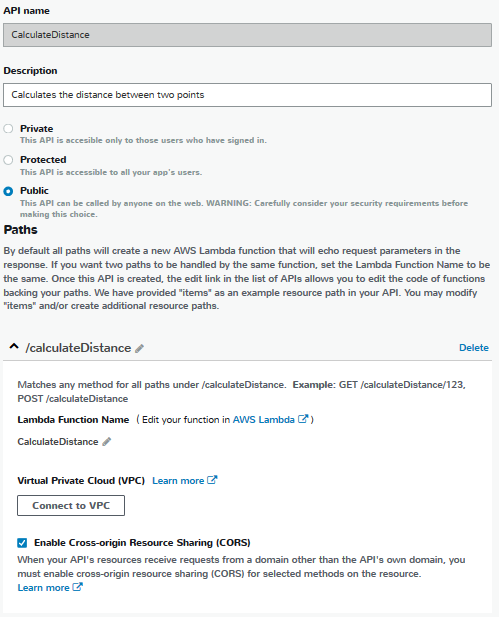 API name
CalculateDistance
Description
Calculates the distance between two points
Private
This API is accesible only to those users who have signed in.
Protected
This API is accessible to all your app's users.
Public
This API can be called by anyone on the web. WARNING: Carefully consider your security requirements before
making this choice.
Paths
By default all paths will create a new AWS Lambda function that will echo request parameters in the
response. If you want two paths to be handled by the same function, set the Lambda Function Name to be
the same. Once this API is created, the edit link in the list of APIs allows you to edit the code of functions
backing your paths. We have provided "items" as an example resource path in your API. You may modify
"items" and/or create additional resource paths.
/calculateDistance Delete
Matches any method for all paths under /calculateDistance. Example: GET /calculateDistance/123,
POST /calculateDistance
Lambda Function Name ( Edit your function in AWS Lambda )
CalculateDistance
Virtual Private Cloud (VPC) Learn more
Connect to VPC
Enable Cross-origin Resource Sharing (CORS)
When your API's resources receive requests from a domain other than the API's own domain, you
must enable cross-origin resource sharing (CORS) for selected methods on the resource.
Learn more